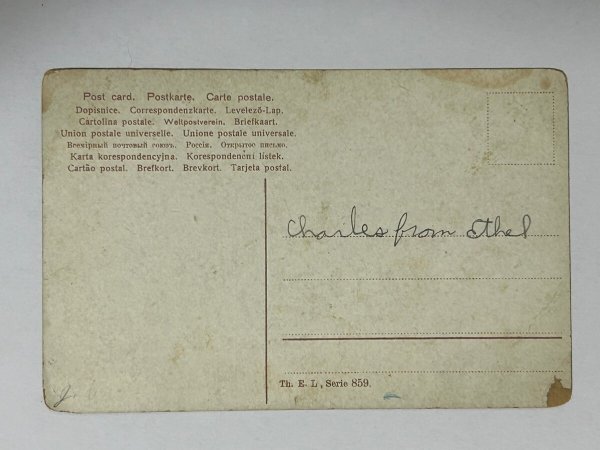 Post card. Postkarte. Carte postale.
Dopisnice. Correspondenzkarte. Levelező-Lap.
Cartolina postale. Weltpostverein. Briefkaart.
Union postale universelle. Unione postale universale.
Всемірный почтовый союзъ. Россія. Открытое письмо.
Karta korespondencyjna. Korespondenční lístek.
Cartão postal. Brefkort. Brevkort. Tarjeta postal.
Charles from Ethel
Th. E. L., Serie 859.